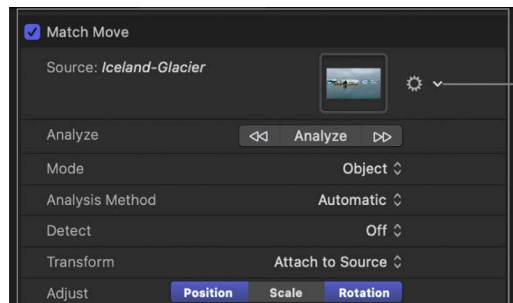 Match Move
Source: Iceland-Glacier
Analyze Analyze
Mode Object
Analysis Method Automatic
Detect Off
Transform Attach to Source
Adjust Position Scale Rotation